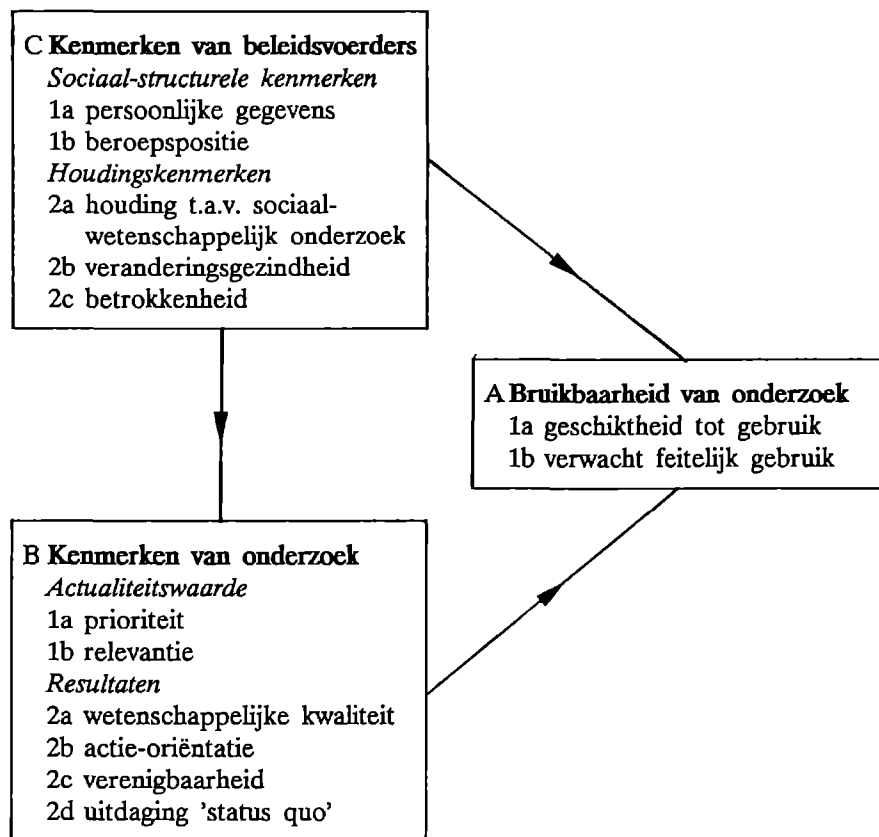 C Kenmerken van beleidsvoerders
Sociaal-structurele kenmerken
1a persoonlijke gegevens
1b beroepspositie
Houdingskenmerken
2a houding t.a.v. sociaal-
wetenschappelijk onderzoek
2b veranderingsgezindheid
2c betrokkenheid
A Bruikbaarheid van onderzoek
1a geschiktheid tot gebruik
1b verwacht feitelijk gebruik
B Kenmerken van onderzoek
Actualiteitswaarde
1a prioriteit
1b relevantie
Resultaten
2a wetenschappelijke kwaliteit
2b actie-oriëntatie
2c verenigbaarheid
2d uitdaging 'status quo'